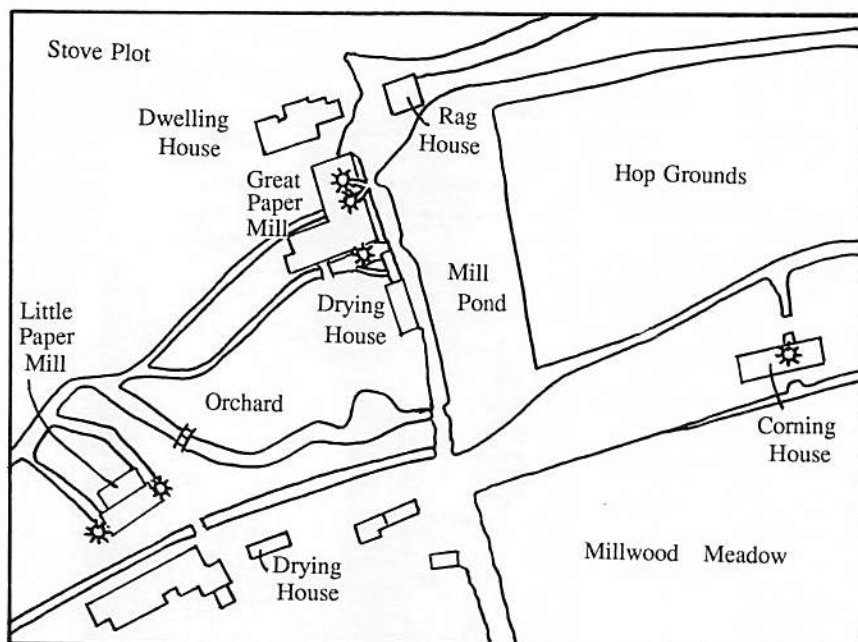 Stove Plot
Dwelling
House
Rag
House
Great
Paper
Mill
Hop Grounds
Mill
Pond
Drying
House
Little
Paper
Mill
Orchard
Corning
House
Drying
House
Millwood Meadow